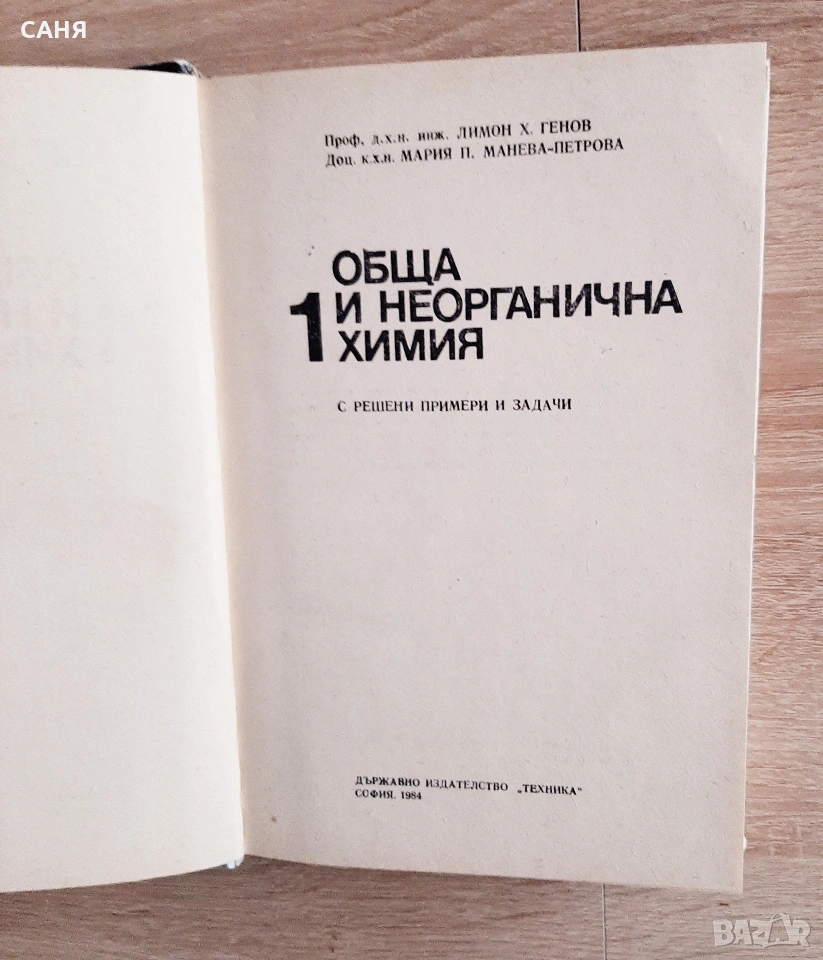 САНЯ
Проф. д.х.н. инж. ЛИМОН Х. ГЕНОВ
Доц. к.х.н. МАРИЯ П. МАНЕВА-ПЕТРОВА
ОБЩА
1 И НЕОРГАНИЧНА
ХИМИЯ
С РЕШЕНИ ПРИМЕРИ И ЗАДАЧИ
ДЪРЖАВНО ИЗДАТЕЛСТВО „ТЕХНИКА"
СОФИЯ, 1984
BAZAR